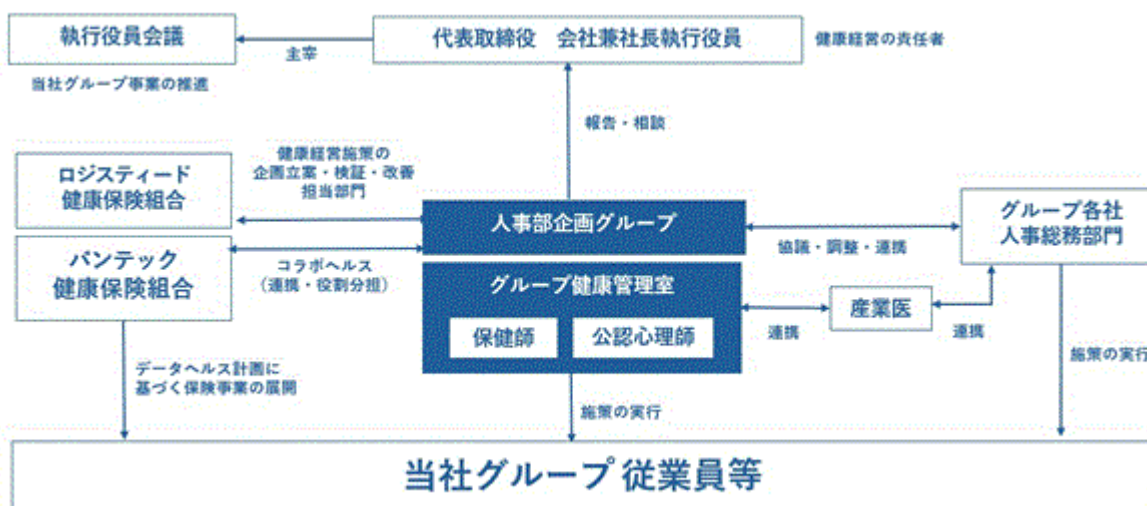 執行役員会議
代表取締役　会社兼社長執行役員
健康経営の責任者
主宰
当社グループ事業の推進
報告・相談
健康経営施策の
企画立案・検証・改善
担当部門
ロジスティード
健康保険組合
人事部企画グループ
グループ各社
人事総務部門
協議・調整・連携
バンテック
健康保険組合
コラボヘルス
（連携・役割分担）
グループ健康管理室
保健師
公認心理師
連携
産業医
連携
データヘルス計画に
基づく保険事業の展開
施策の実行
施策の実行
当社グループ 従業員等